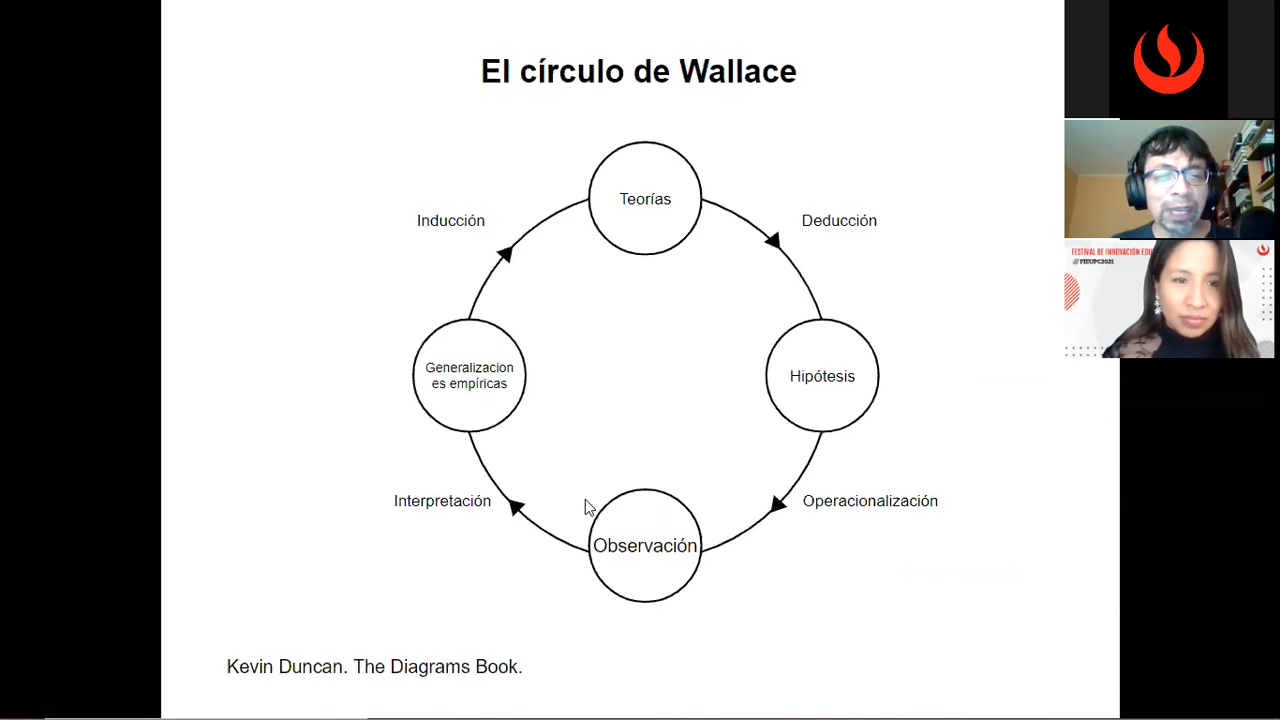 El círculo de Wallace
Teorías
Inducción
Deducción
Generalizacion
es empíricas
Hipótesis
Interpretación
Operacionalización
Observación
Kevin Duncan. The Diagrams Book.
FESTIVAL DE INNOVACIÓN EDU
@FIEUPC2021